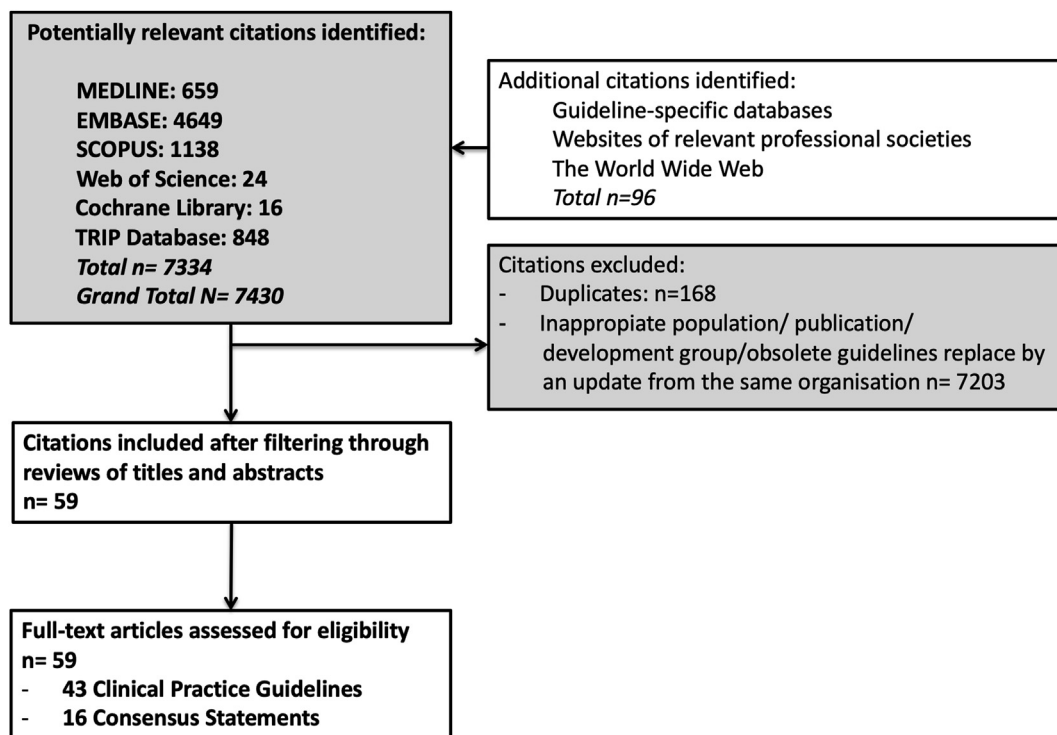 Potentially relevant citations identified:
MEDLINE: 659
EMBASE: 4649
SCOPUS: 1138
Web of Science: 24
Cochrane Library: 16
TRIP Database: 848
Total n= 7334
Grand Total N= 7430
Additional citations identified:
Guideline-specific databases
Websites of relevant professional societies
The World Wide Web
Total n=96
Citations excluded:
- Duplicates: n=168
- Inappropiate population/ publication/
development group/obsolete guidelines replace by
an update from the same organisation n= 7203
Citations included after filtering through
reviews of titles and abstracts
n= 59
Full-text articles assessed for eligibility
n= 59
- 43 Clinical Practice Guidelines
- 16 Consensus Statements